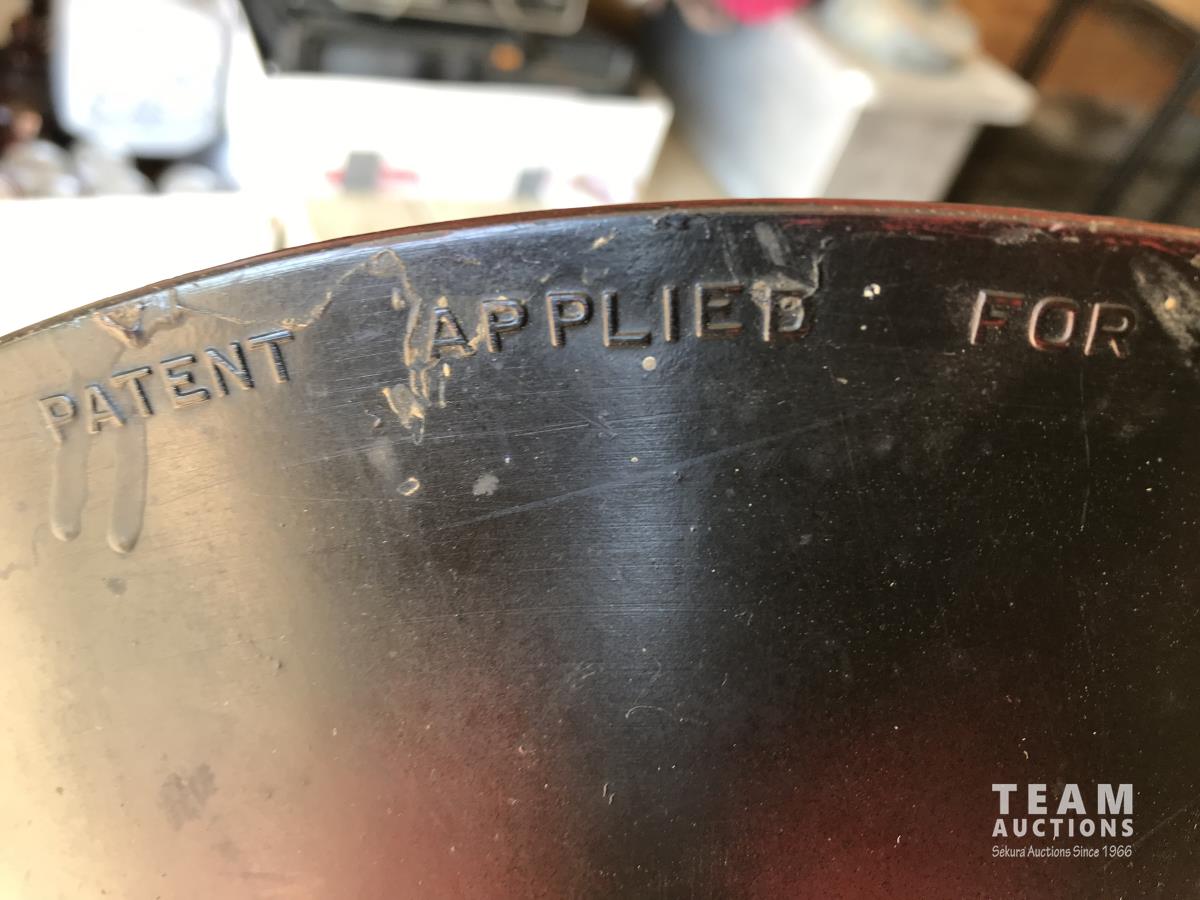 PATENT APPLIED FOR
TEAM
AUCTIONS
Sekura Auctions Since 1966